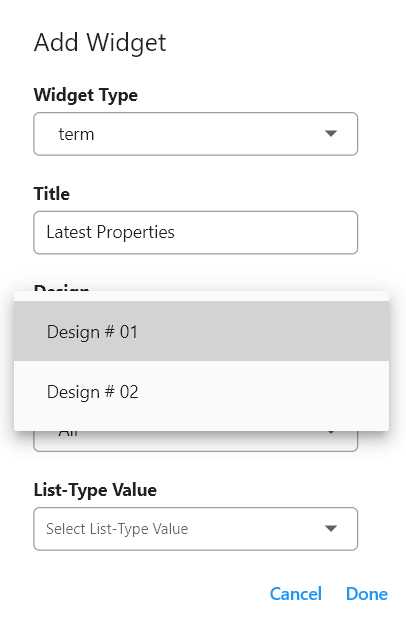 Add Widget
Widget Type
term
Title
Latest Properties
Design
Design # 01
Design # 02
All
List-Type Value
Select List-Type Value
Cancel Done